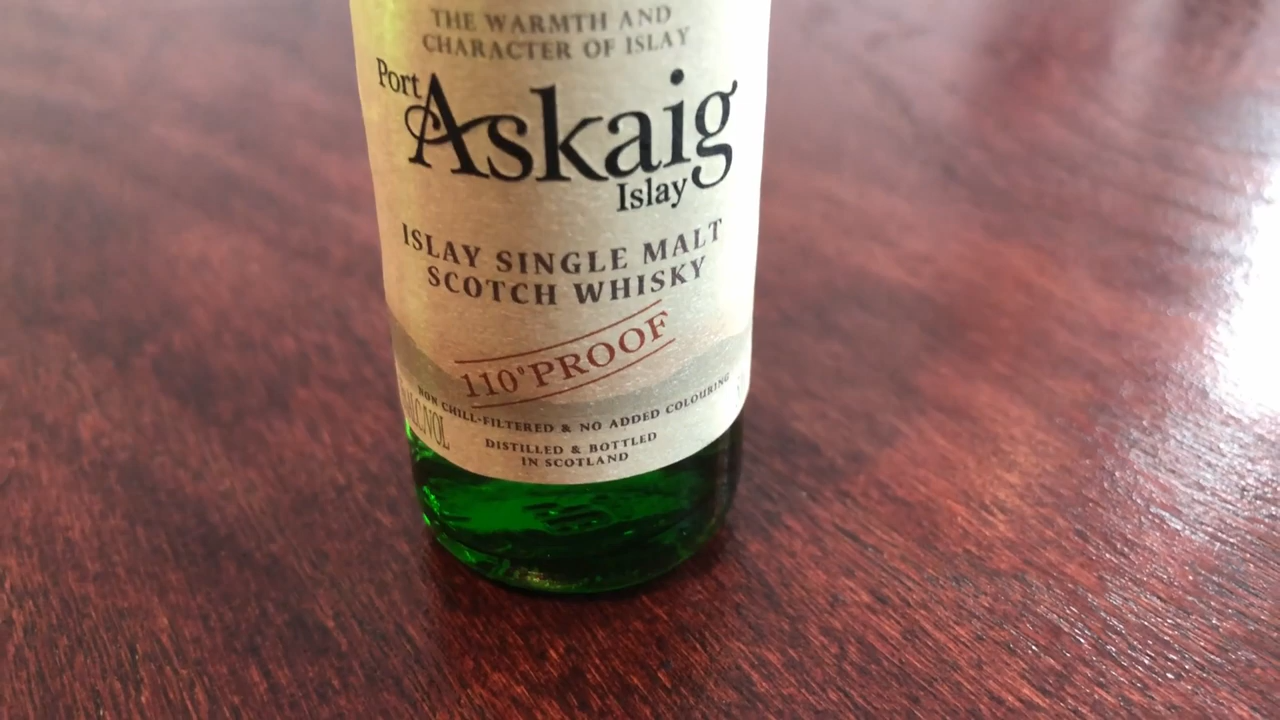 THE WARMTH AND
CHARACTER OF ISLAY
Port
Askaig
Islay
ISLAY SINGLE MALT
SCOTCH WHISKY
110°PROOF
NON CHILL-FILTERED & NO ADDED COLOURING
DISTILLED & BOTTLED
IN SCOTLAND